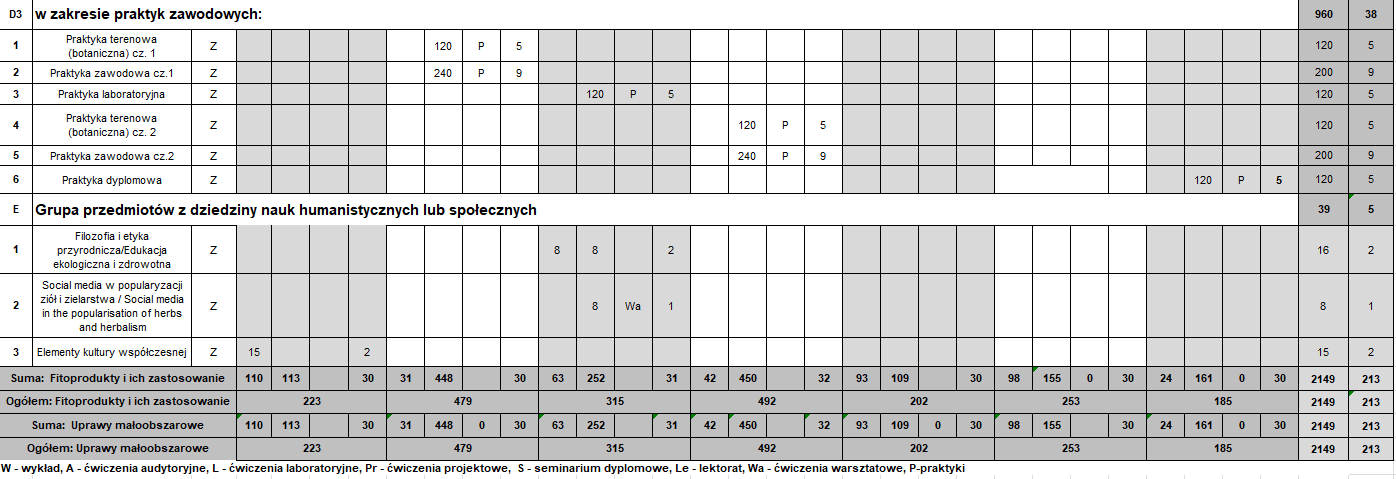 D3 w zakresie praktyk zawodowych: 960 38
1 Praktyka terenowa (botaniczna) cz. 1 Z 120 P 5 120 5
2 Praktyka zawodowa cz.1 Z 240 P 9 200 9
3 Praktyka laboratoryjna Z 120 P 5 120 5
4 Praktyka terenowa (botaniczna) cz. 2 Z 120 P 5 120 5
5 Praktyka zawodowa cz.2 Z 240 P 9 200 9
6 Praktyka dyplomowa Z 120 P 5 120 5
E Grupa przedmiotów z dziedziny nauk humanistycznych lub społecznych 39 5
1 Filozofia i etyka przyrodnicza/Edukacja ekologiczna i zdrowotna Z 8 8 2 16 2
2 Social media w popularyzacji ziół i zielarstwa / Social media in the popularisation of herbs and herbalism Z 8 Wa 1 8 1
3 Elementy kultury współczesnej Z 15 2 15 2
Suma: Fitoprodukty i ich zastosowanie 110 113 30 31 448 30 63 252 31 42 450 32 93 109 30 98 155 0 30 24 161 0 30 2149 213
Ogółem: Fitoprodukty i ich zastosowanie 223 479 315 492 202 253 185 2149 213
Suma: Uprawy małoobszarowe 110 113 30 31 448 0 30 63 252 31 42 450 32 93 109 0 30 98 155 30 24 161 0 30 2149 213
Ogółem: Uprawy małoobszarowe 223 479 315 492 202 253 185 2149 213
W - wykład, A - ćwiczenia audytoryjne, L - ćwiczenia laboratoryjne, Pr - ćwiczenia projektowe, S - seminarium dyplomowe, Le - lektorat, Wa - ćwiczenia warsztatowe, P-praktyki